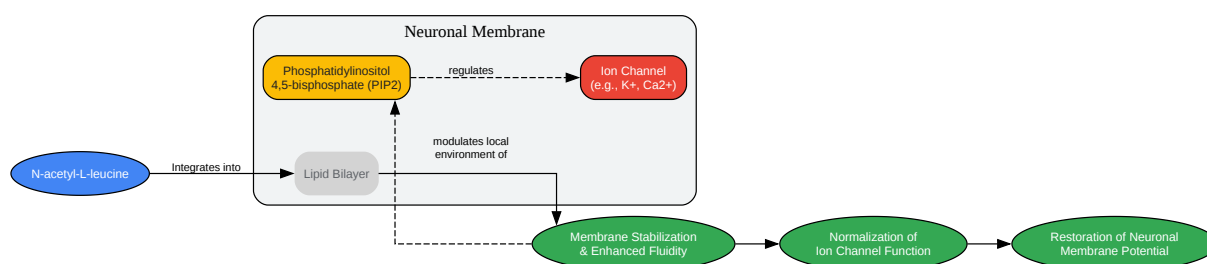 Neuronal Membrane
Phosphatidylinositol
4,5-bisphosphate (PIP2)
regulates
Ion Channel
(e.g., K+, Ca2+)
N-acetyl-L-leucine
Integrates into
Lipid Bilayer
modulates local
environment of
Membrane Stabilization
& Enhanced Fluidity
Normalization of
Ion Channel Function
Restoration of Neuronal
Membrane Potential